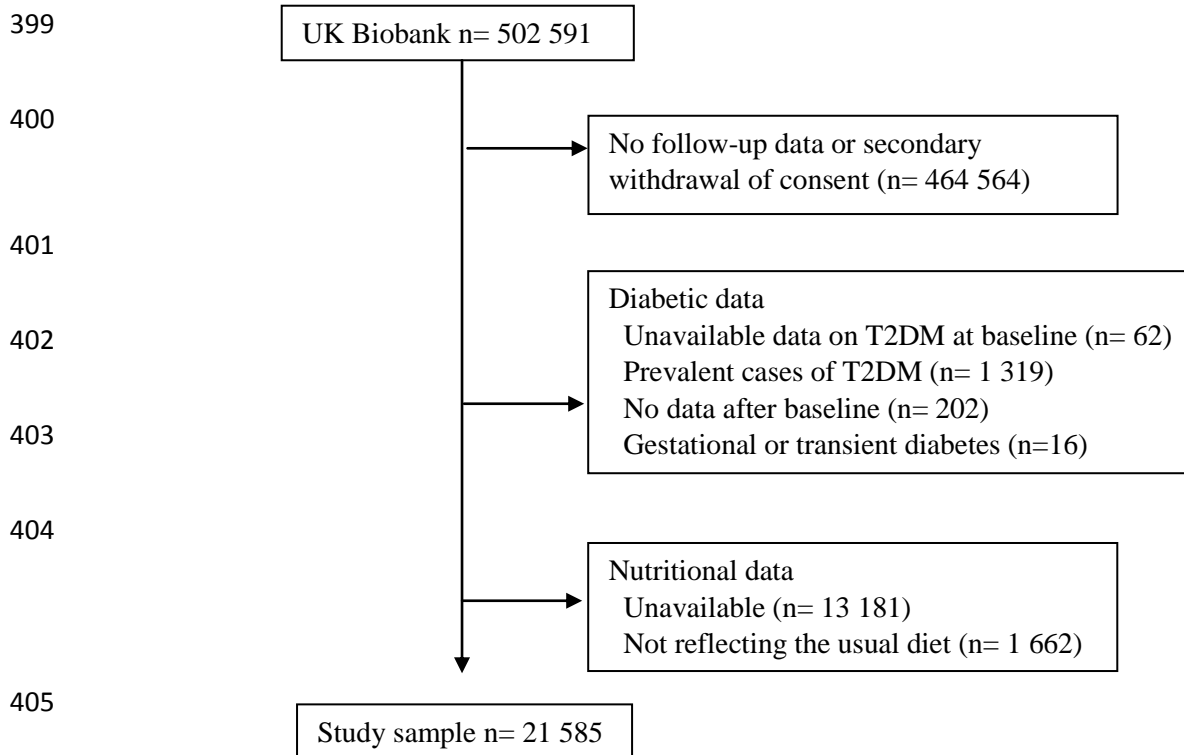 399
UK Biobank n= 502 591
400
No follow-up data or secondary
withdrawal of consent (n= 464 564)
401
Diabetic data
402
Unavailable data on T2DM at baseline (n= 62)
Prevalent cases of T2DM (n= 1 319)
No data after baseline (n= 202)
403
Gestational or transient diabetes (n=16)
404
Nutritional data
Unavailable (n= 13 181)
Not reflecting the usual diet (n= 1 662)
405
Study sample n= 21 585